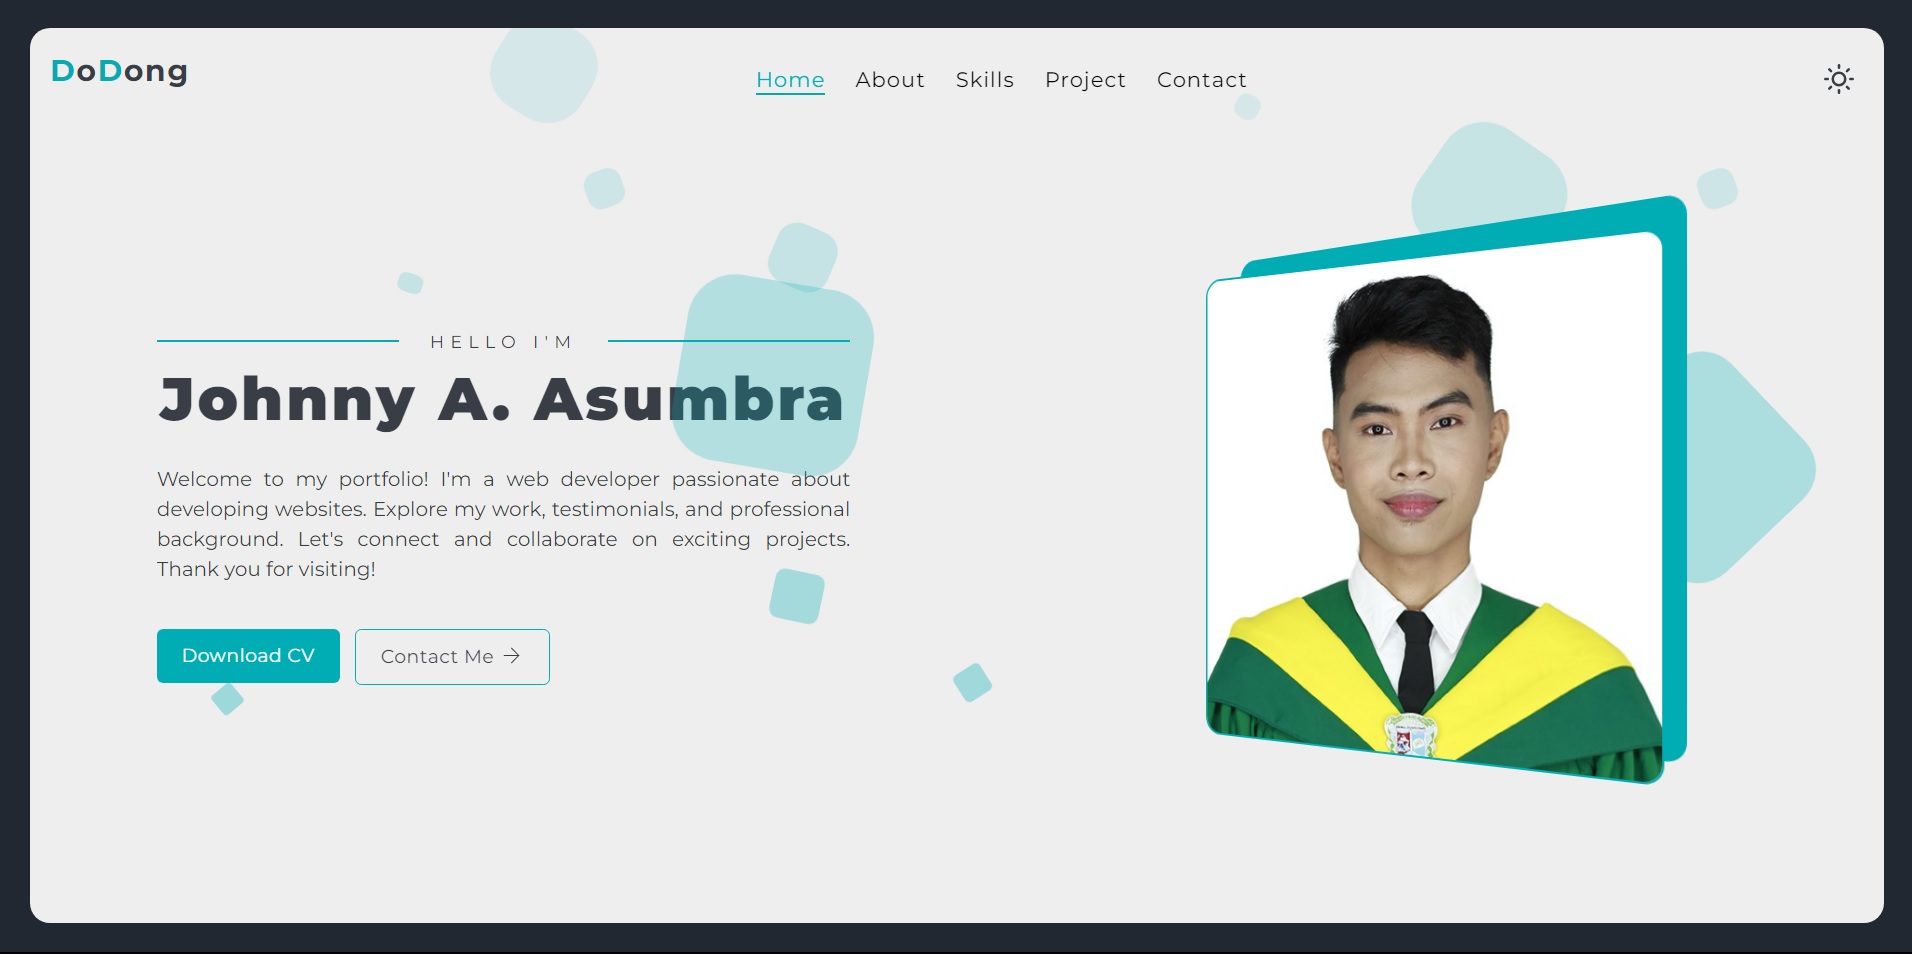 DoDong
Home About Skills Project Contact
HELLO I'M
Johnny A. Asumbra
Welcome to my portfolio! I'm a web developer passionate about
developing websites. Explore my work, testimonials, and professional
background. Let's connect and collaborate on exciting projects.
Thank you for visiting!
Download CV
Contact Me →